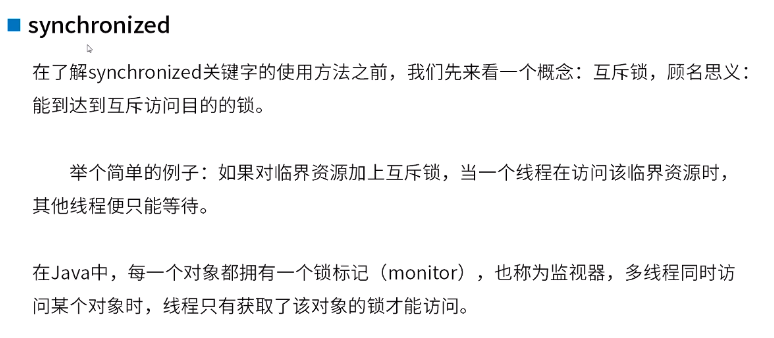 synchronized
在了解synchronized关键字的使用方法之前，我们先来看一个概念：互斥锁，顾名思义：
能到达到互斥访问目的的锁。
举个简单的例子：如果对临界资源加上互斥锁，当一个线程在访问该临界资源时，
其他线程便只能等待。
在Java中，每一个对象都拥有一个锁标记（monitor），也称为监视器，多线程同时访
问某个对象时，线程只有获取了该对象的锁才能访问。